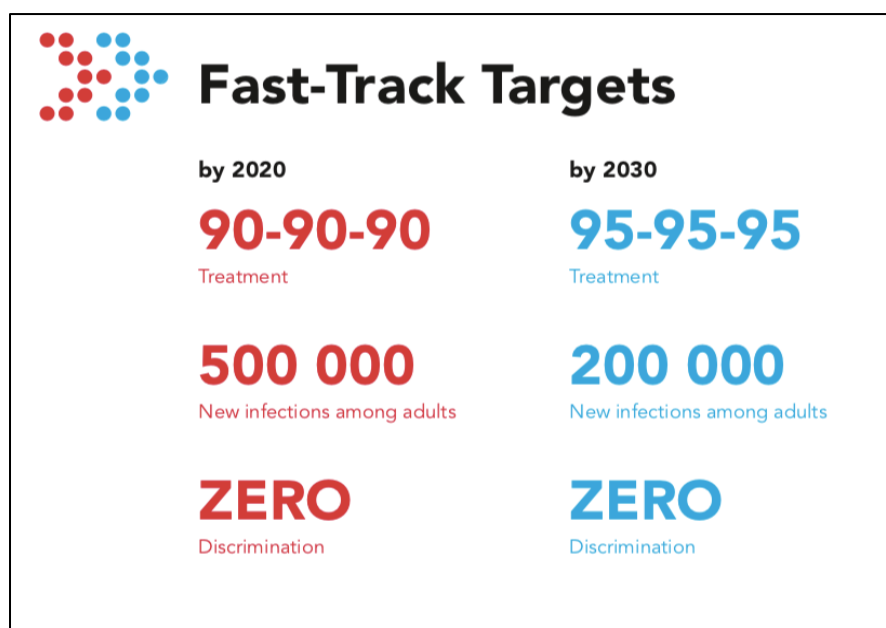 Fast-Track Targets
by 2020
90-90-90
Treatment
500 000
New infections among adults
ZERO
Discrimination
by 2030
95-95-95
Treatment
200 000
New infections among adults
ZERO
Discrimination